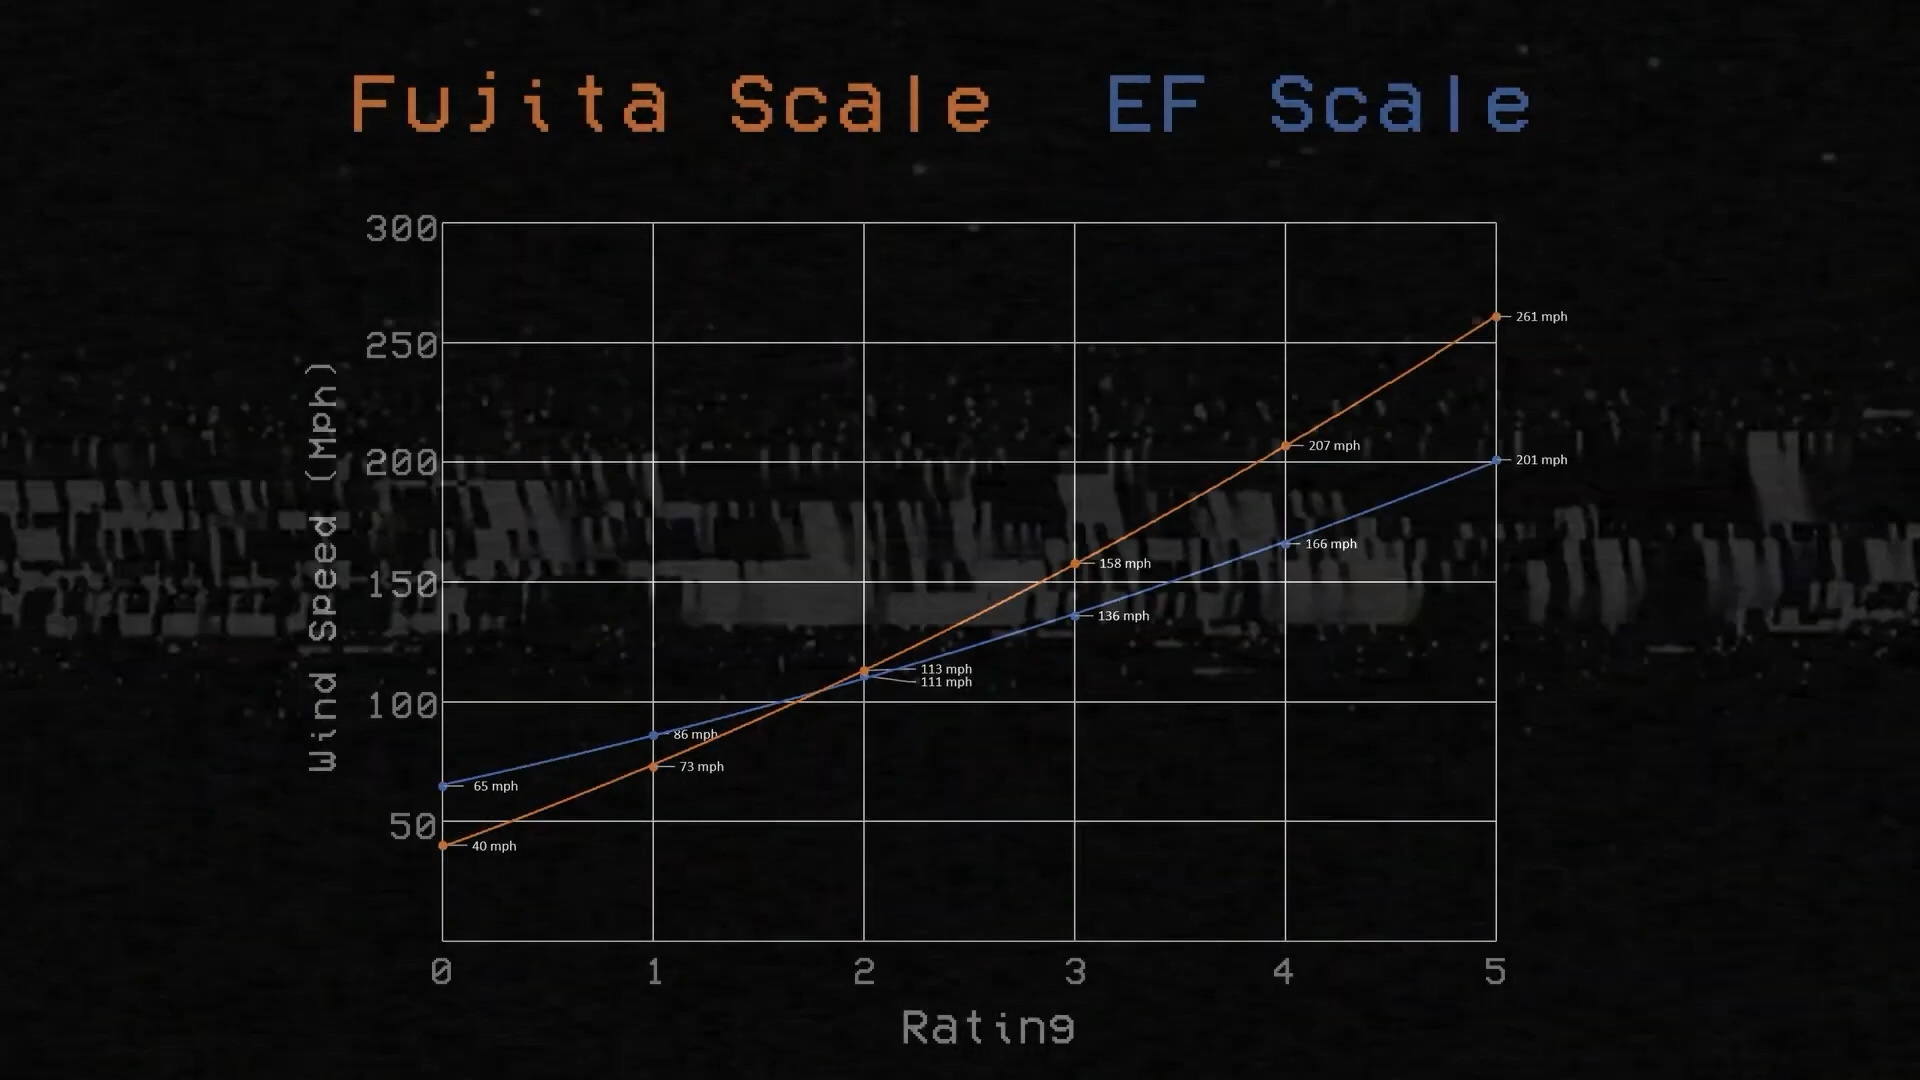 Fujita Scale EF Scale
300
250
200
150
100
50
Wind Speed (Mph)
261 mph
207 mph
201 mph
166 mph
158 mph
136 mph
113 mph
111 mph
86 mph
73 mph
65 mph
40 mph
0 1 2 3 4 5
Rating